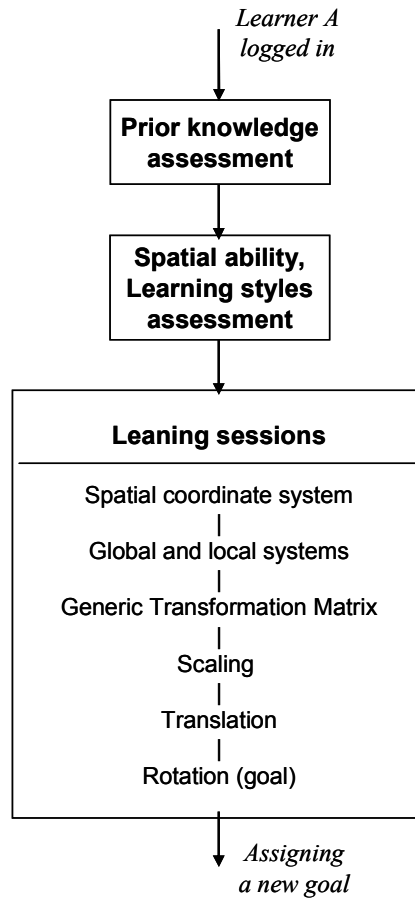 Learner A
logged in
Prior knowledge
assessment
Spatial ability,
Learning styles
assessment
Leaning sessions
Spatial coordinate system
Global and local systems
Generic Transformation Matrix
Scaling
Translation
Rotation (goal)
Assigning
a new goal